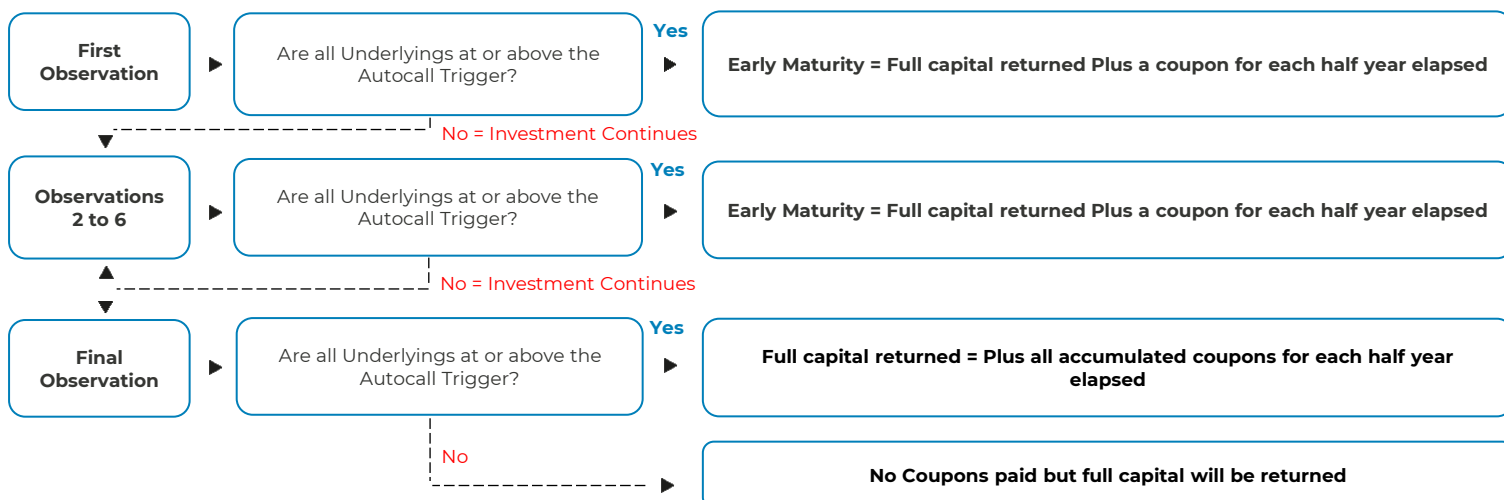 First
Observation
Are all Underlyings at or above the
Autocall Trigger?
Yes
Early Maturity = Full capital returned Plus a coupon for each half year elapsed
No = Investment Continues
Observations
2 to 6
Are all Underlyings at or above the
Autocall Trigger?
Yes
Early Maturity = Full capital returned Plus a coupon for each half year elapsed
No = Investment Continues
Final
Observation
Are all Underlyings at or above the
Autocall Trigger?
Yes
Full capital returned = Plus all accumulated coupons for each half year
elapsed
No
No Coupons paid but full capital will be returned